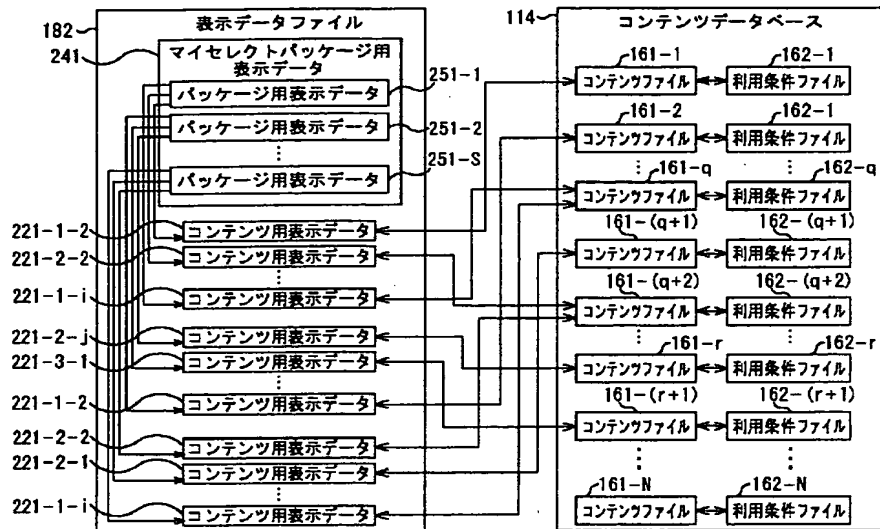 182
表示データファイル
241
マイセレクトパッケージ用
表示データ
パッケージ用表示データ
251-1
パッケージ用表示データ
251-2
パッケージ用表示データ
251-S
221-1-2
コンテンツ用表示データ
221-2-2
コンテンツ用表示データ
221-1-i
コンテンツ用表示データ
221-2-j
コンテンツ用表示データ
221-3-1
コンテンツ用表示データ
221-1-2
コンテンツ用表示データ
221-2-2
コンテンツ用表示データ
221-2-1
コンテンツ用表示データ
221-1-i
コンテンツ用表示データ
114
コンテンツデータベース
161-1
162-1
コンテンツファイル
利用条件ファイル
161-2
162-1
コンテンツファイル
利用条件ファイル
161-q
162-q
コンテンツファイル
利用条件ファイル
161-(q+1)
162-(q+1)
コンテンツファイル
利用条件ファイル
161-(q+2)
162-(q+2)
コンテンツファイル
利用条件ファイル
161-r
162-r
コンテンツファイル
利用条件ファイル
161-(r+1)
162-(r+1)
コンテンツファイル
利用条件ファイル
161-N
162-N
コンテンツファイル
利用条件ファイル